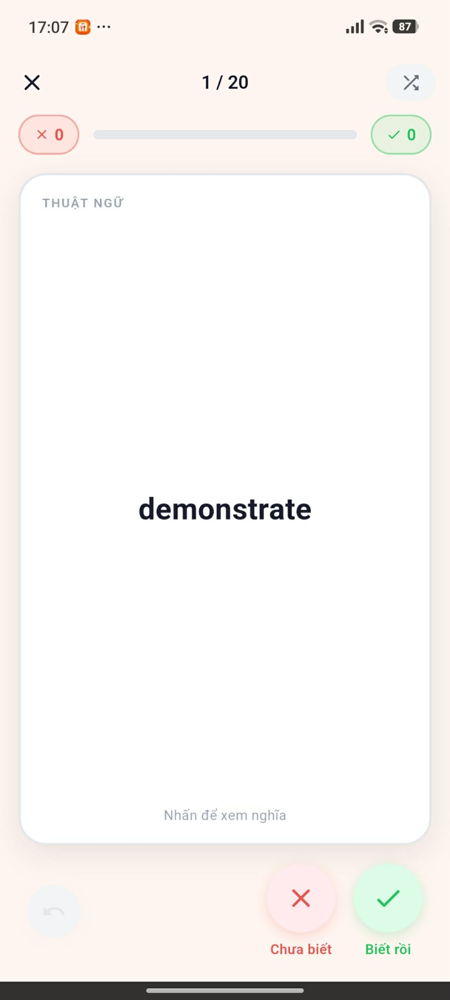 17:07
87
1 / 20
0
0
THUẬT NGỮ
demonstrate
Nhấn để xem nghĩa
Chưa biết
Biết rồi